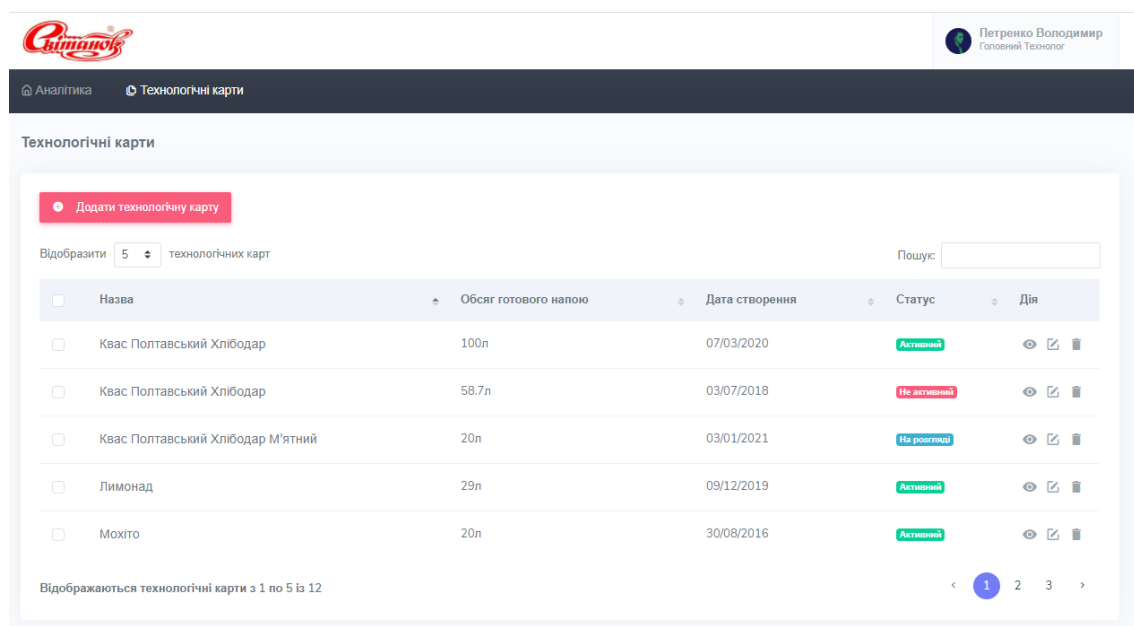 Світанок
Петренко Володимир
Головний Технолог
Аналітика Технологічні карти
Технологічні карти
Додати технологічну карту
Відобразити 5 технологічних карт Пошук:
Назва Обсяг готового напою Дата створення Статус Дія
Квас Полтавський Хлібодар 100л 07/03/2020 Активний
Квас Полтавський Хлібодар 58.7л 03/07/2018 Не активний
Квас Полтавський Хлібодар М'ятний 20л 03/01/2021 На розгляді
Лимонад 29л 09/12/2019 Активний
Мохіто 20л 30/08/2016 Активний
Відображаються технологічні карти з 1 по 5 із 12 ‹ 1 2 3 ›